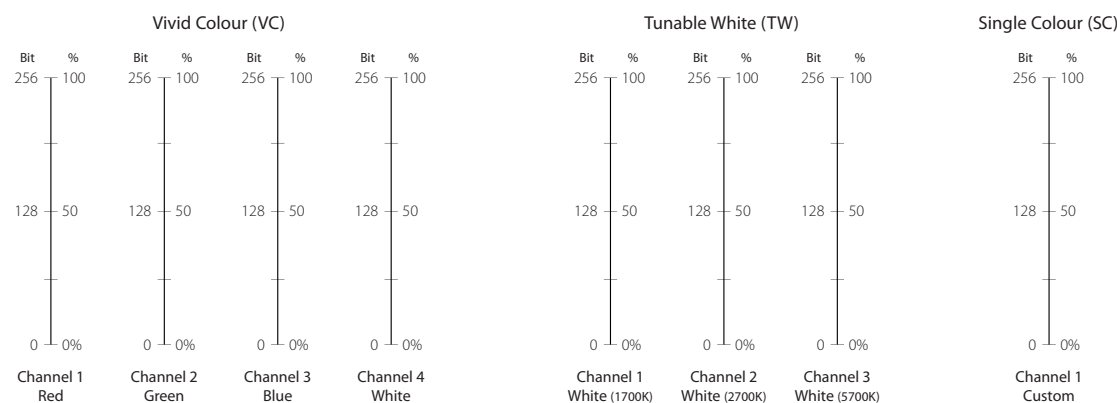 Vivid Colour (VC)
Tunable White (TW)
Single Colour (SC)
Bit % Bit % Bit % Bit % Bit % Bit % Bit % Bit %
256 100 256 100 256 100 256 100 256 100 256 100 256 100 256 100
128 50 128 50 128 50 128 50 128 50 128 50 128 50 128 50
0 0% 0 0% 0 0% 0 0% 0 0% 0 0% 0 0% 0 0%
Channel 1 Channel 2 Channel 3 Channel 4 Channel 1 Channel 2 Channel 3 Channel 1
Red Green Blue White White (1700K) White (2700K) White (5700K) Custom